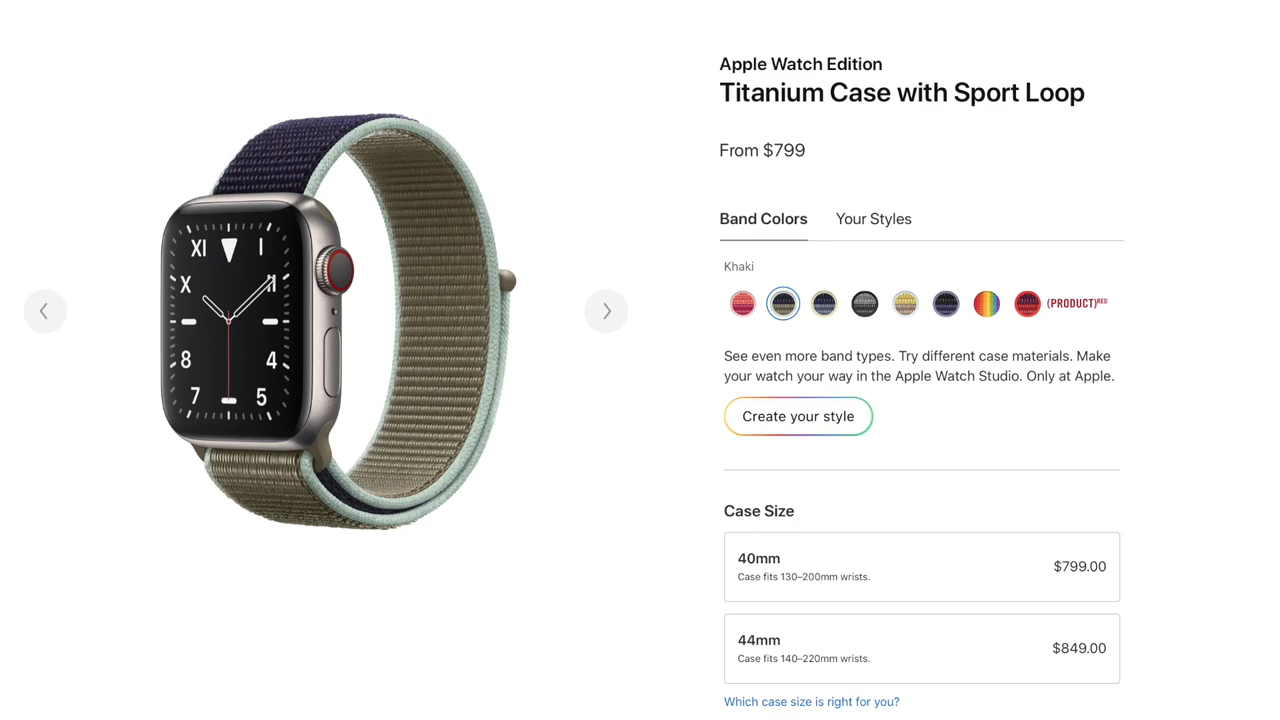 Apple Watch Edition
Titanium Case with Sport Loop
From $799
Band Colors
Your Styles
Khaki
(PRODUCT)RED
See even more band types. Try different case materials. Make
your watch your way in the Apple Watch Studio. Only at Apple.
Create your style
Case Size
40mm
Case fits 130–200mm wrists.
$799.00
44mm
Case fits 140–220mm wrists.
$849.00
Which case size is right for you?
XI
I
X
II
8
4
7
5